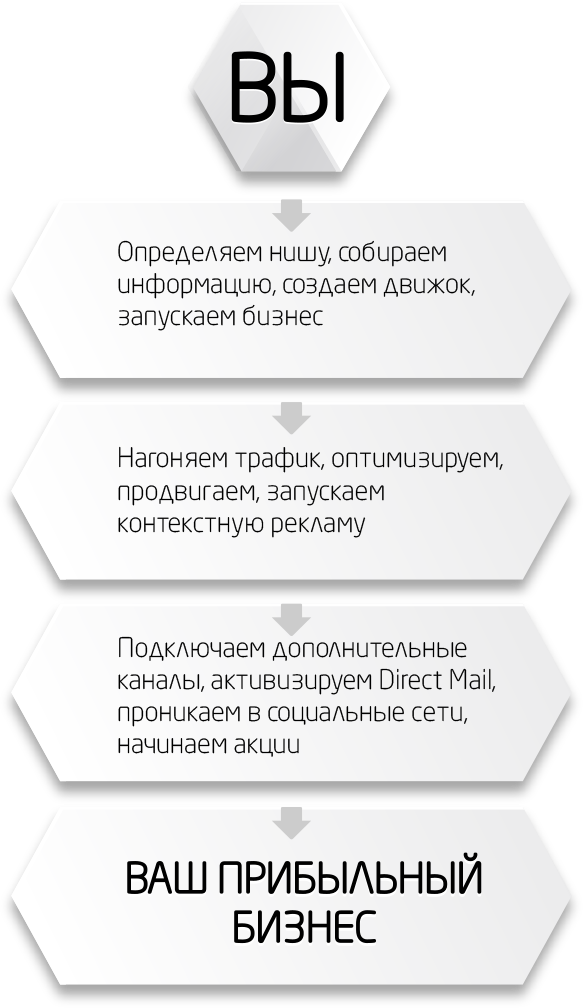 ВЫ
Определяем нишу, собираем
информацию, создаем движок,
запускаем бизнес
Нагоняем трафик, оптимизируем,
продвигаем, запускаем
контекстную рекламу
Подключаем дополнительные
каналы, активизируем Direct Mail,
проникаем в социальные сети,
начинаем акции
ВАШ ПРИБЫЛЬНЫЙ
БИЗНЕС